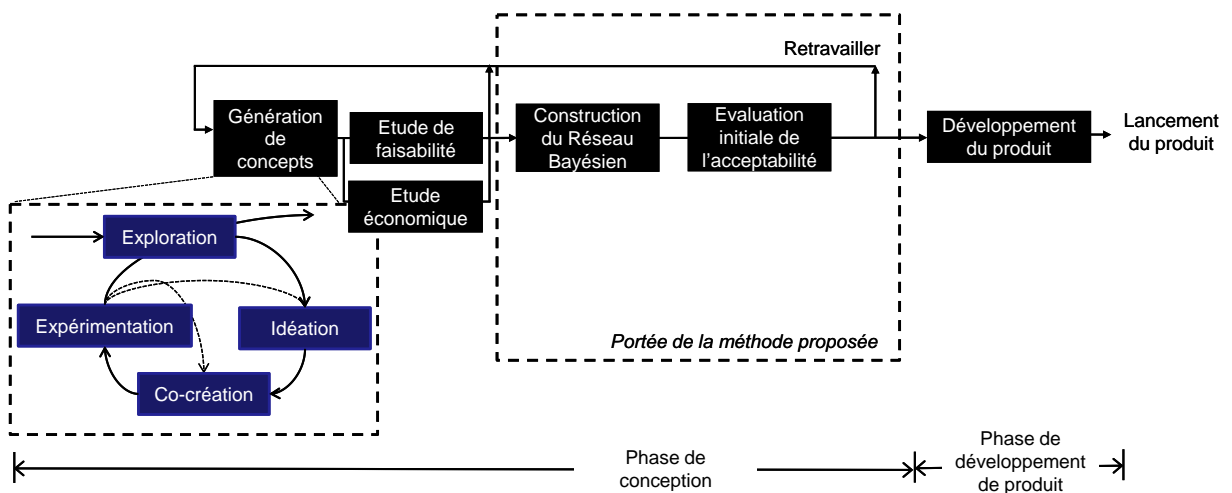 Retravailler
Génération
de
concepts
Etude de
faisabilité
Etude
économique
Construction
du Réseau
Bayésien
Evaluation
initiale de
l'acceptabilité
Développement
du produit
Lancement
du produit
Exploration
Expérimentation
Idéation
Co-création
Portée de la méthode proposée
Phase de
conception
Phase de
développement
de produit